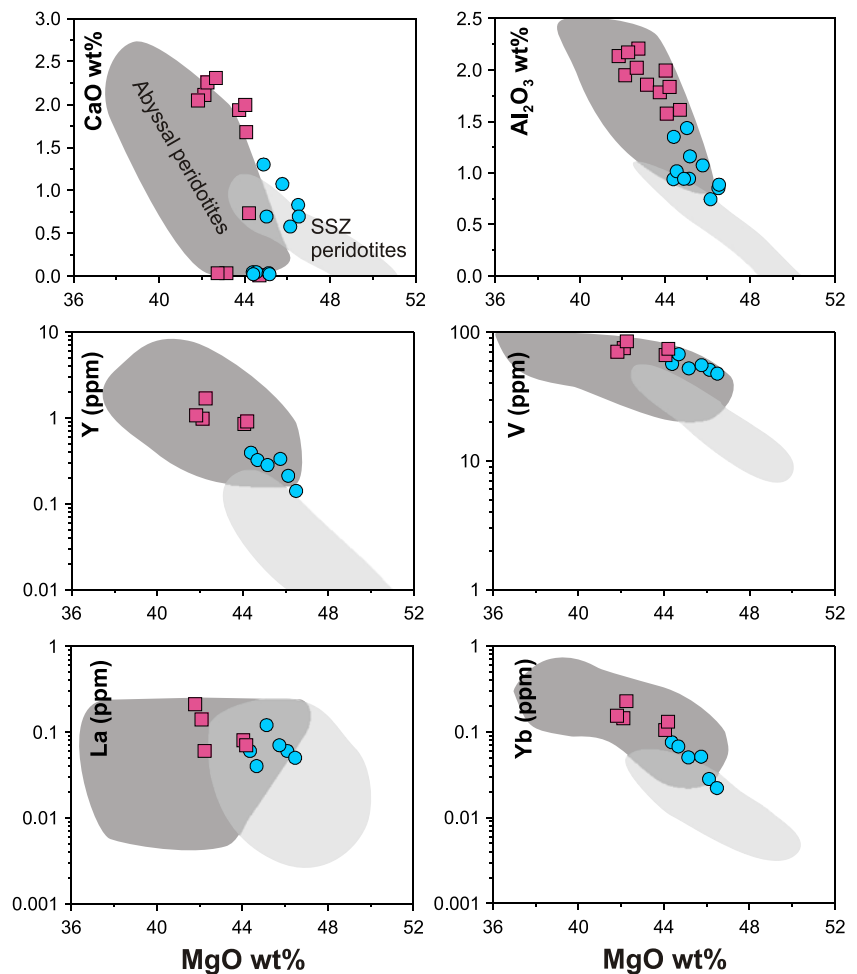 3.0
2.5
2.0
1.5
1.0
0.5
0.0
CaO wt%
Abyssal peridotites
SSZ
peridotites
36 40 44 48 52
2.5
2.0
1.5
1.0
0.5
0.0
Al₂O₃ wt%
36 40 44 48 52
10
1
0.1
0.01
Y (ppm)
36 40 44 48 52
100
10
1
V (ppm)
36 40 44 48 52
1
0.1
0.01
0.001
La (ppm)
36 40 44 48 52
MgO wt%
1
0.1
0.01
0.001
Yb (ppm)
36 40 44 48 52
MgO wt%